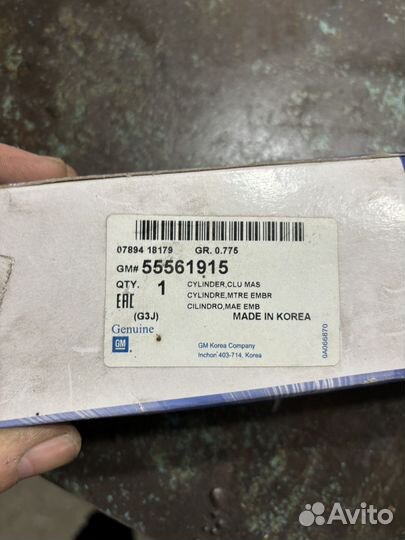 07894 18179 GR. 0.775
GM# 55561915
QTY. 1 CYLINDER,CLU MAS
CYLINDRE,MTRE EMBR
CILINDRO,MAE EMB
EAC (G3J) MADE IN KOREA
Genuine
GM
GM Korea Company
Inchon 403-714, Korea
0A066870
Avito